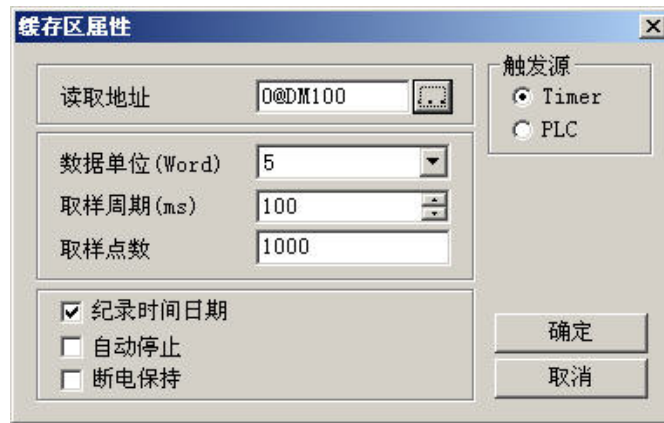 缓存区属性
读取地址 0@DM100 ...
触发源
Timer
PLC
数据单位(Word) 5
取样周期(ms) 100
取样点数 1000
纪录时间日期
自动停止
断电保持
确定
取消